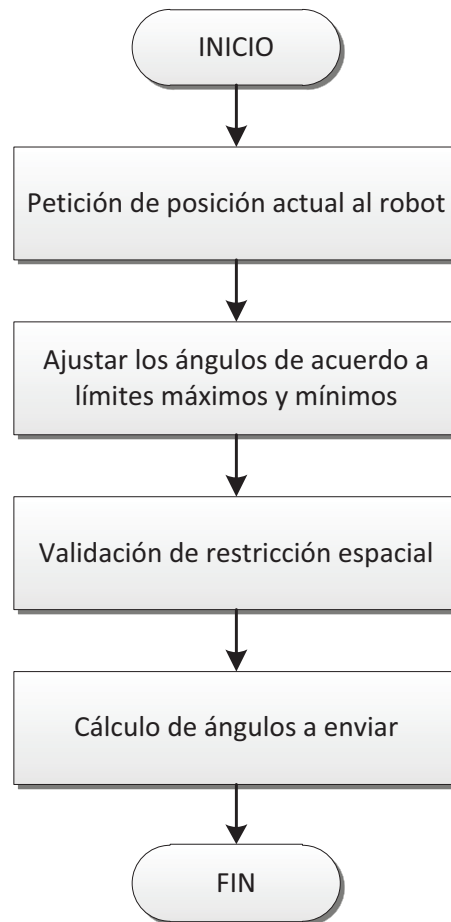 INICIO
Petición de posición actual al robot
Ajustar los ángulos de acuerdo a
límites máximos y mínimos
Validación de restricción espacial
Cálculo de ángulos a enviar
FIN